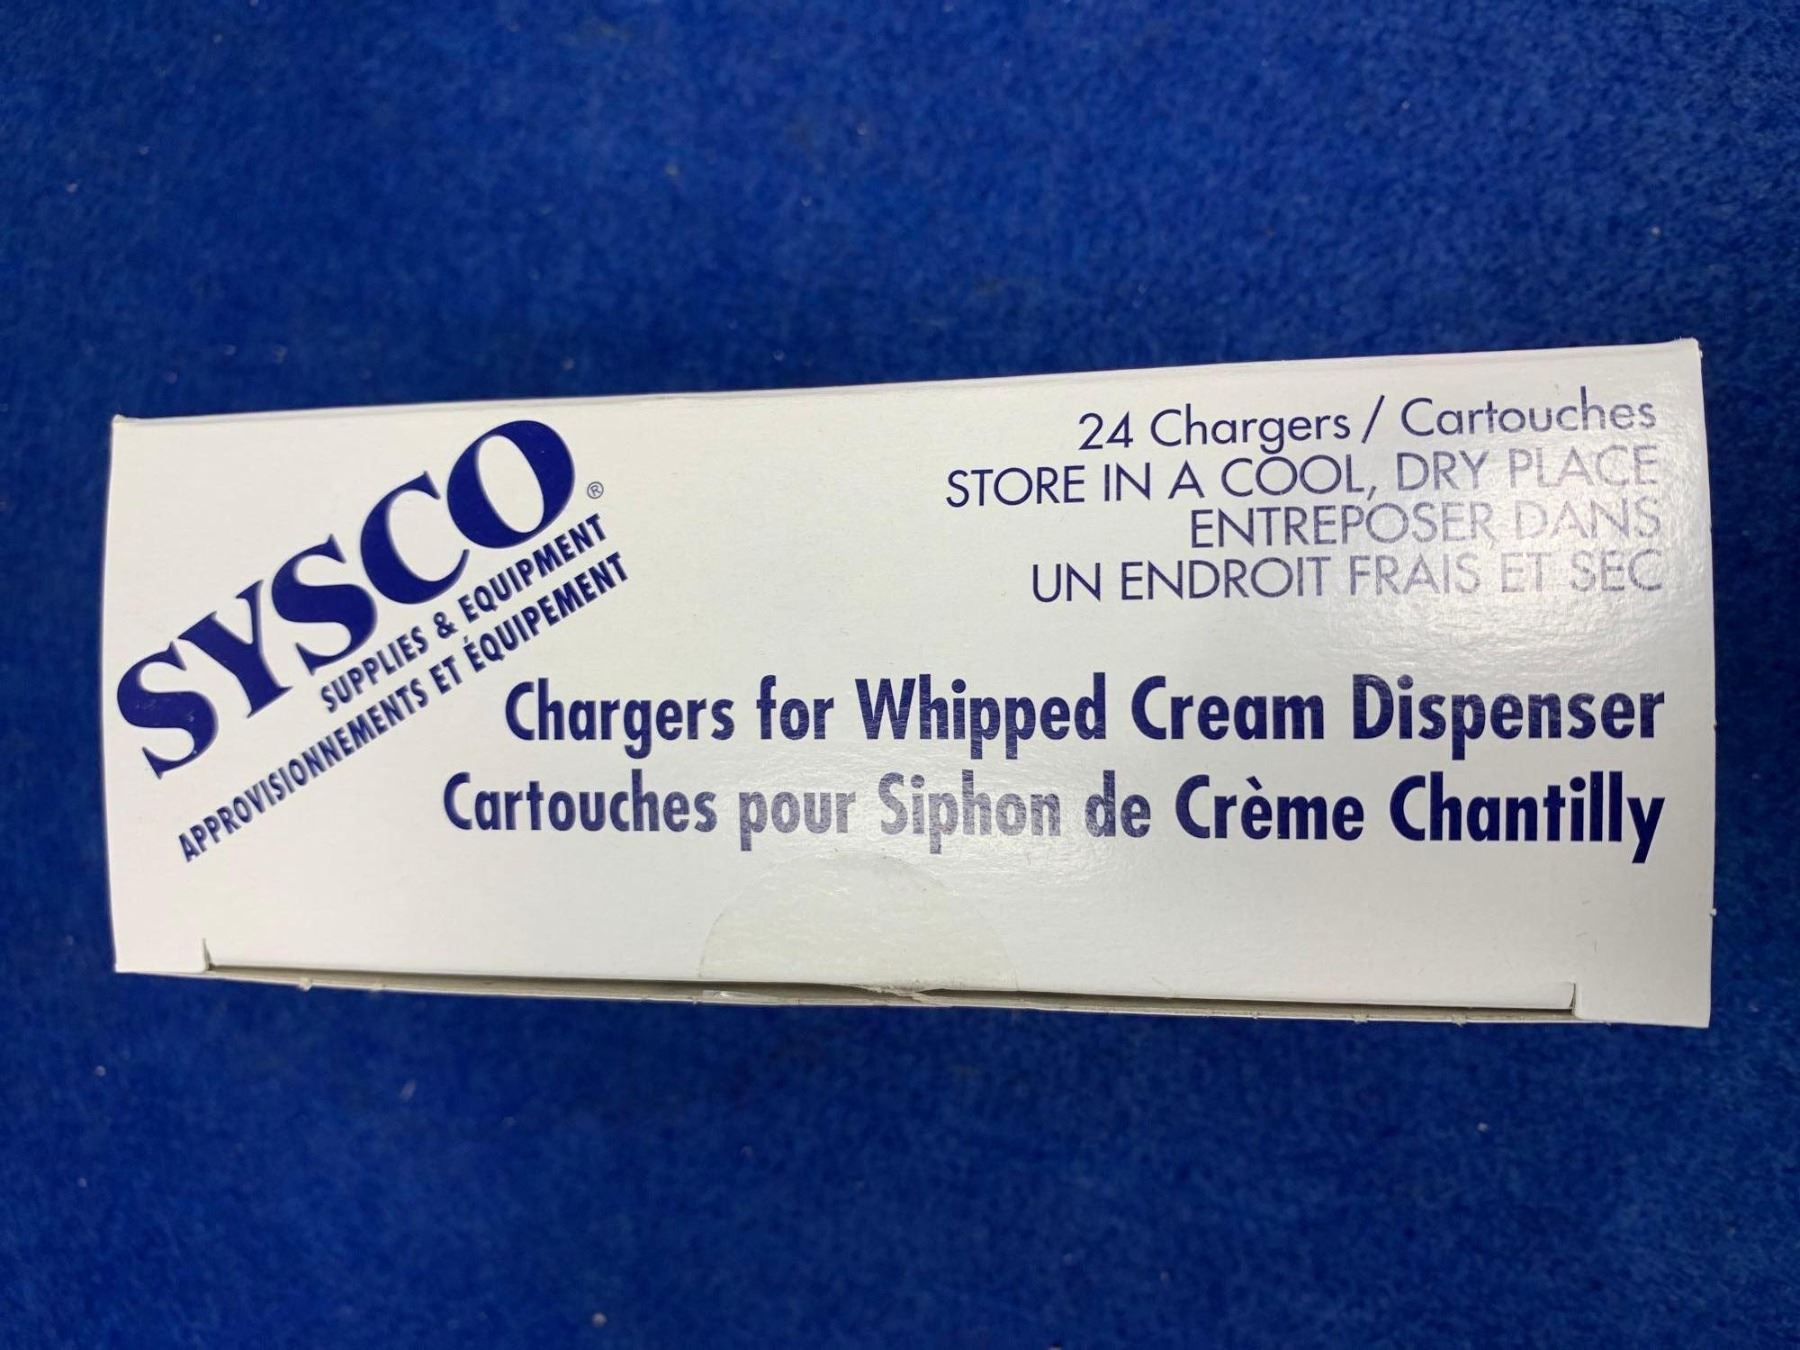 SYSCO®
SUPPLIES & EQUIPMENT
APPROVISIONNEMENTS ET ÉQUIPEMENT
24 Chargers / Cartouches
STORE IN A COOL, DRY PLACE
ENTREPOSER DANS
UN ENDROIT FRAIS ET SEC
Chargers for Whipped Cream Dispenser
Cartouches pour Siphon de Crème Chantilly